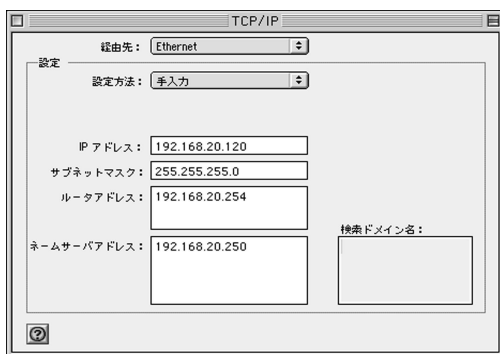 TCP/IP
経由先： Ethernet
設定
設定方法： 手入力
IP アドレス： 192.168.20.120
サブネットマスク： 255.255.255.0
ルータアドレス： 192.168.20.254
ネームサーバアドレス： 192.168.20.250
検索ドメイン名：
?